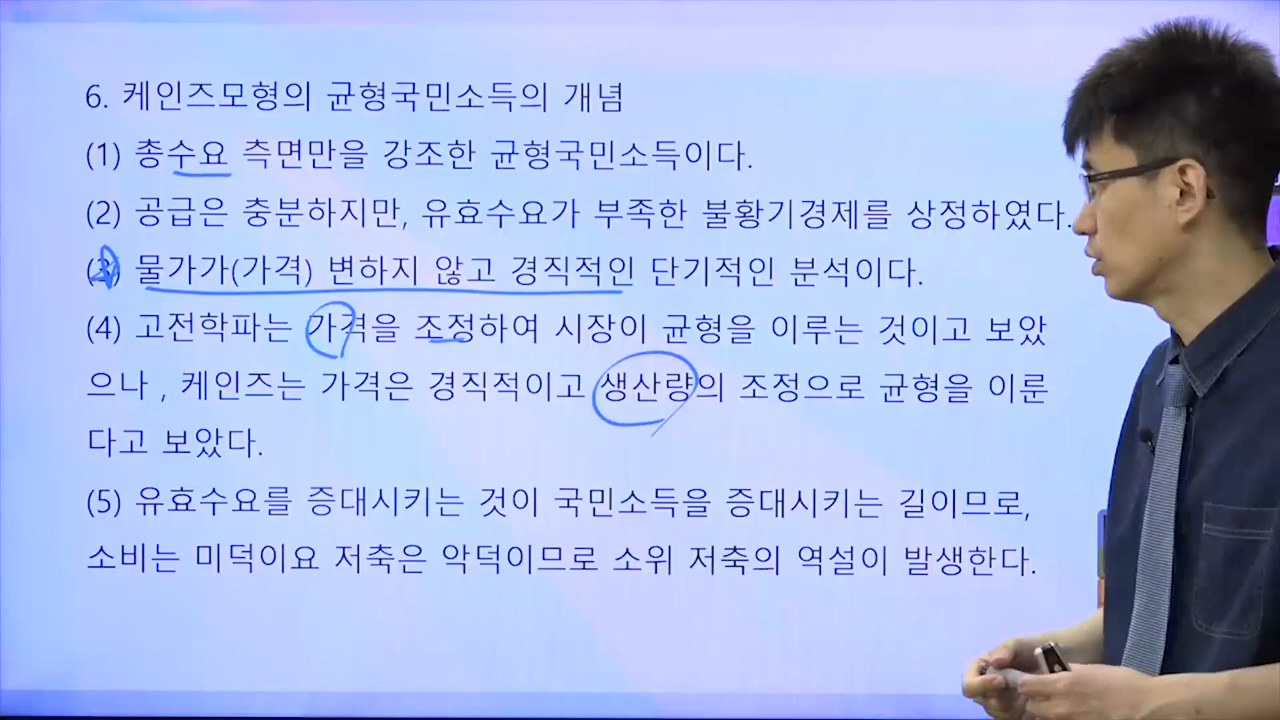 6. 케인즈모형의 균형국민소득의 개념
(1) 총수요 측면만을 강조한 균형국민소득이다.
(2) 공급은 충분하지만, 유효수요가 부족한 불황기경제를 상정하였다.
(3) 물가가(가격) 변하지 않고 경직적인 단기적인 분석이다.
(4) 고전학파는 가격을 조정하여 시장이 균형을 이루는 것이고 보았
으나 , 케인즈는 가격은 경직적이고 생산량의 조정으로 균형을 이룬
다고 보았다.
(5) 유효수요를 증대시키는 것이 국민소득을 증대시키는 길이므로,
소비는 미덕이요 저축은 악덕이므로 소위 저축의 역설이 발생한다.